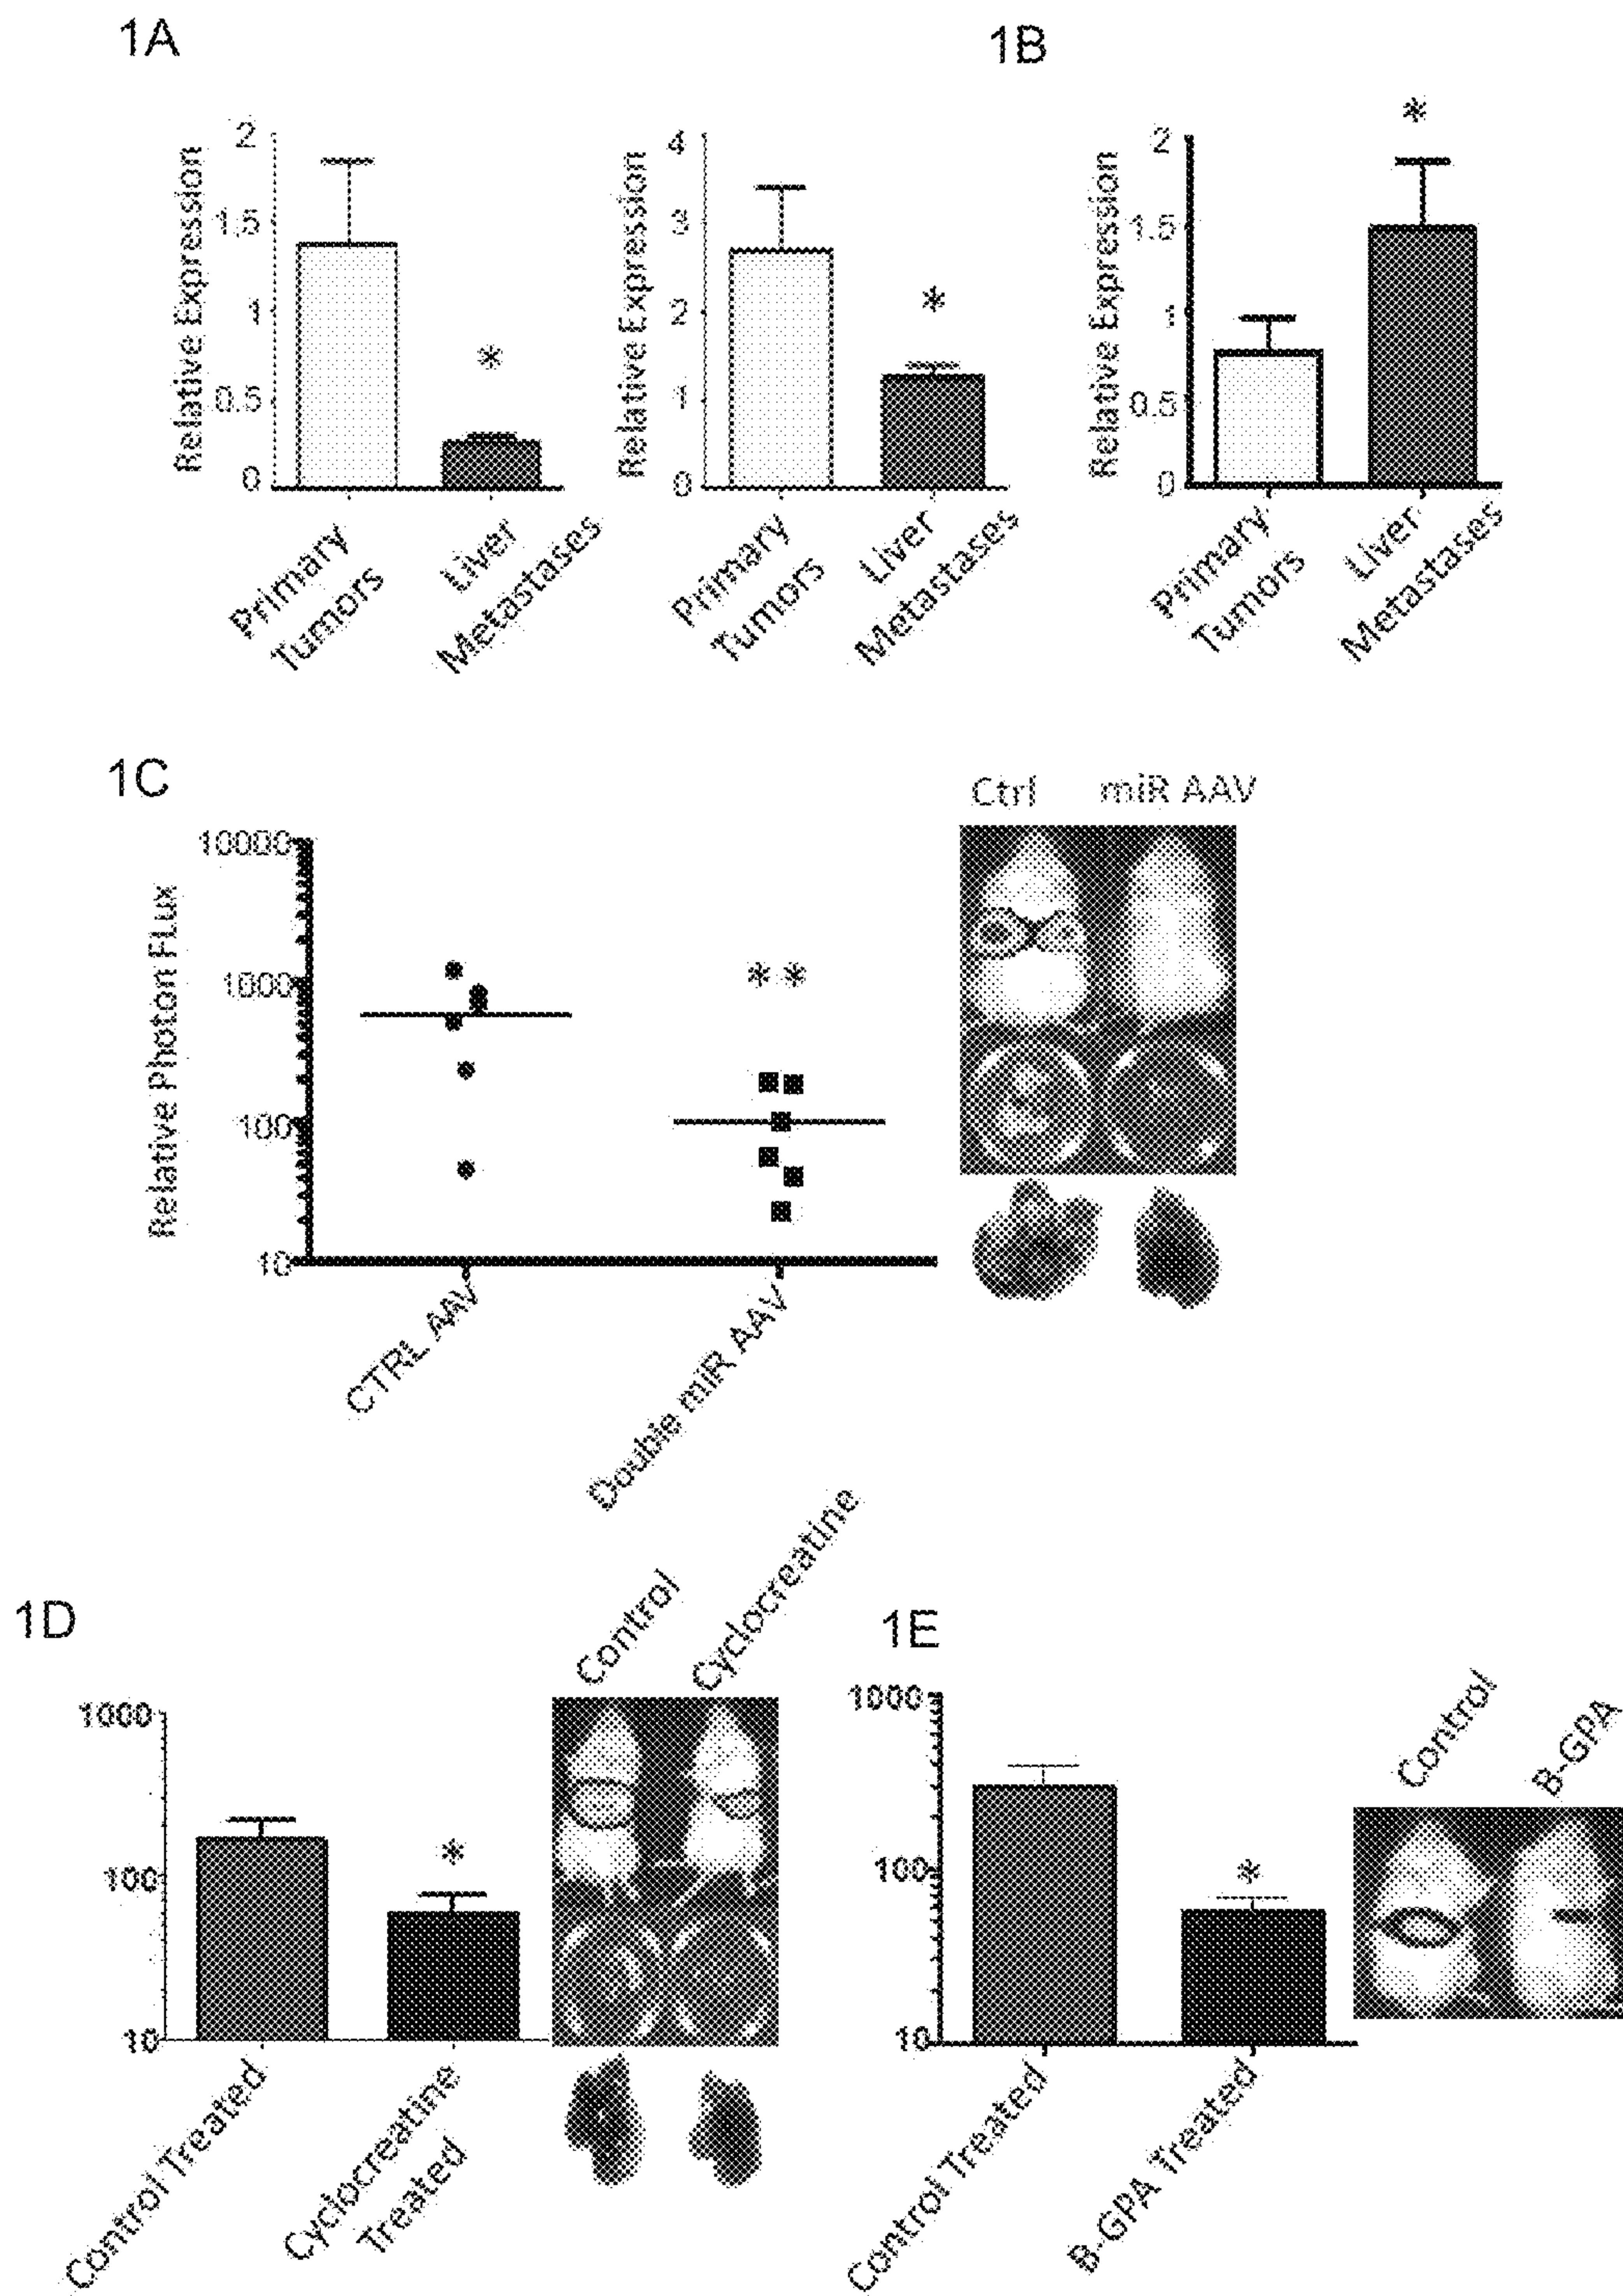 1A
1B
2
1.5
1
0.5
0
Relative Expression
*
Primary
Tumors
Liver
Metastases
4
3
2
1
0
Relative Expression
*
Primary
Tumors
Liver
Metastases
2
1.5
1
0.5
0
Relative Expression
*
Primary
Tumors
Liver
Metastases
1C
10000
1000
100
10
Relative Photon FLux
* *
CTRL AAV
Double miR AAV
Ctrl
miR AAV
1D
1000
100
10
*
Control Treated
Cyclocreatine
Treated
Control
Cyclocreatine
1E
1000
100
10
*
Control Treated
B-GPA Treated
Control
B-GPA